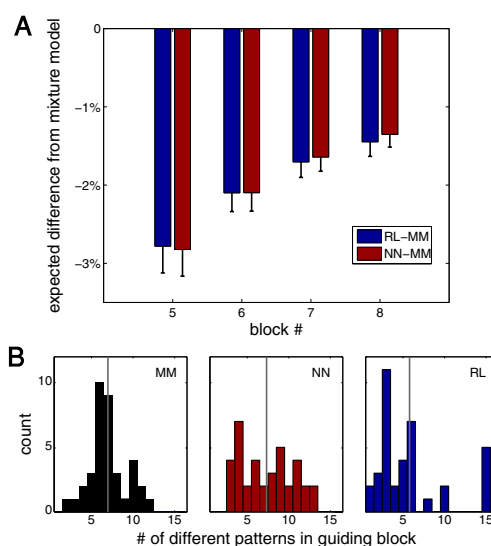 A
expected difference from mixture model
0
−1%
−2%
−3%
RL−MM
NN−MM
5 6 7 8
block #
B
count
10
5
0
MM
NN
RL
5 10 15
5 10 15
5 10 15
# of different patterns in guiding block